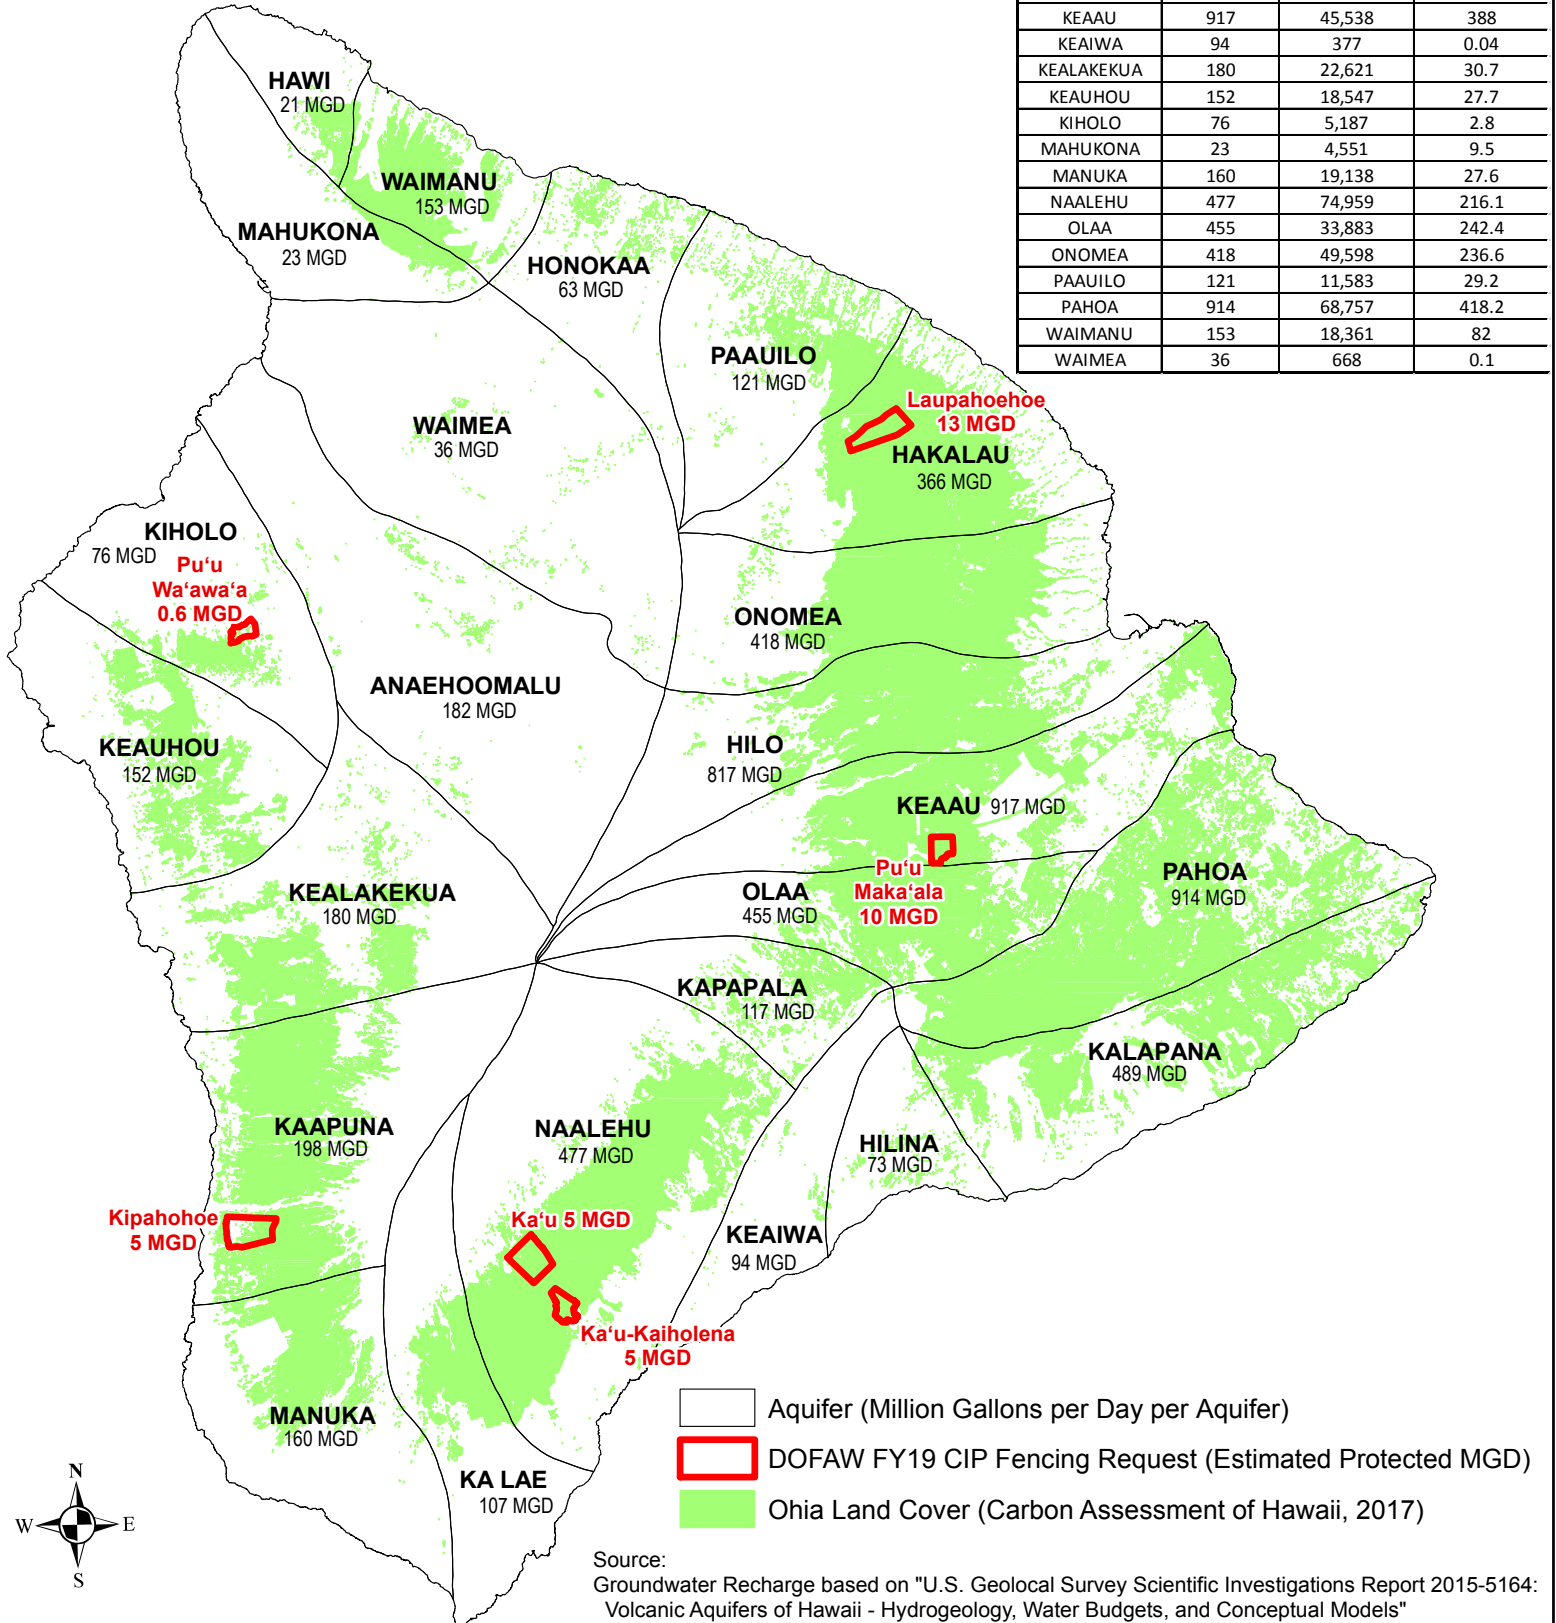 KEAAU 917 45,538 388
KEAIWA 94 377 0.04
KEALAKEKUA 180 22,621 30.7
KEAUHOU 152 18,547 27.7
KIHOLO 76 5,187 2.8
MAHUKONA 23 4,551 9.5
MANUKA 160 19,138 27.6
NAALEHU 477 74,959 216.1
OLAA 455 33,883 242.4
ONOMEA 418 49,598 236.6
PAAUILO 121 11,583 29.2
PAHOA 914 68,757 418.2
WAIMANU 153 18,361 82
WAIMEA 36 668 0.1
HAWI
21 MGD
WAIMANU
153 MGD
MAHUKONA
23 MGD
HONOKAA
63 MGD
PAAUILO
121 MGD
Laupahoehoe
13 MGD
HAKALAU
366 MGD
WAIMEA
36 MGD
KIHOLO
76 MGD
Pu‘u
Wa‘awa‘a
0.6 MGD
ONOMEA
418 MGD
ANAEHOOMALU
182 MGD
KEAUHOU
152 MGD
HILO
817 MGD
KEAAU 917 MGD
Pu‘u
Maka‘ala
10 MGD
OLAA
455 MGD
PAHOA
914 MGD
KEALAKEKUA
180 MGD
KAPAPALA
117 MGD
KALAPANA
489 MGD
KAAPUNA
198 MGD
NAALEHU
477 MGD
HILINA
73 MGD
Kipahohoe
5 MGD
Ka‘u 5 MGD
KEAIWA
94 MGD
Ka‘u-Kaiholena
5 MGD
MANUKA
160 MGD
KA LAE
107 MGD
N
W E
S
Aquifer (Million Gallons per Day per Aquifer)
DOFAW FY19 CIP Fencing Request (Estimated Protected MGD)
Ohia Land Cover (Carbon Assessment of Hawaii, 2017)
Source:
Groundwater Recharge based on "U.S. Geolocal Survey Scientific Investigations Report 2015-5164:
Volcanic Aquifers of Hawaii - Hydrogeology, Water Budgets, and Conceptual Models"